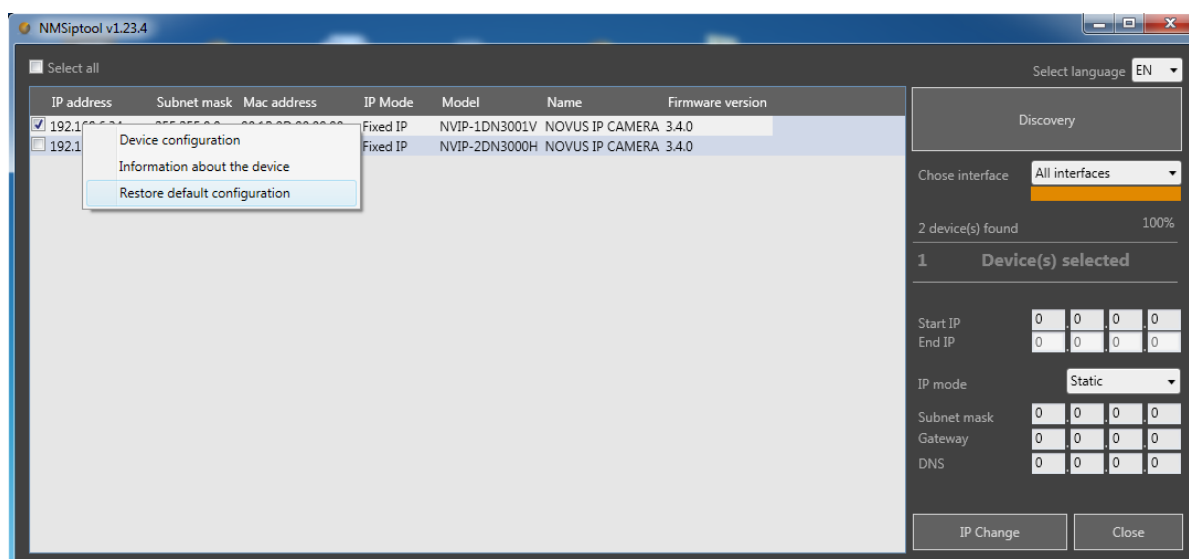 NMSiptool v1.23.4
Select all
Select language EN
IP address Subnet mask Mac address IP Mode Model Name Firmware version
Fixed IP NVIP-1DN3001V NOVUS IP CAMERA 3.4.0
192.1 Fixed IP NVIP-2DN3000H NOVUS IP CAMERA 3.4.0
Device configuration
Information about the device
Restore default configuration
Discovery
Chose interface All interfaces
2 device(s) found 100%
1 Device(s) selected
Start IP 0 . 0 . 0 . 0
End IP 0 . 0 . 0 . 0
IP mode Static
Subnet mask 0 . 0 . 0 . 0
Gateway 0 . 0 . 0 . 0
DNS 0 . 0 . 0 . 0
IP Change Close